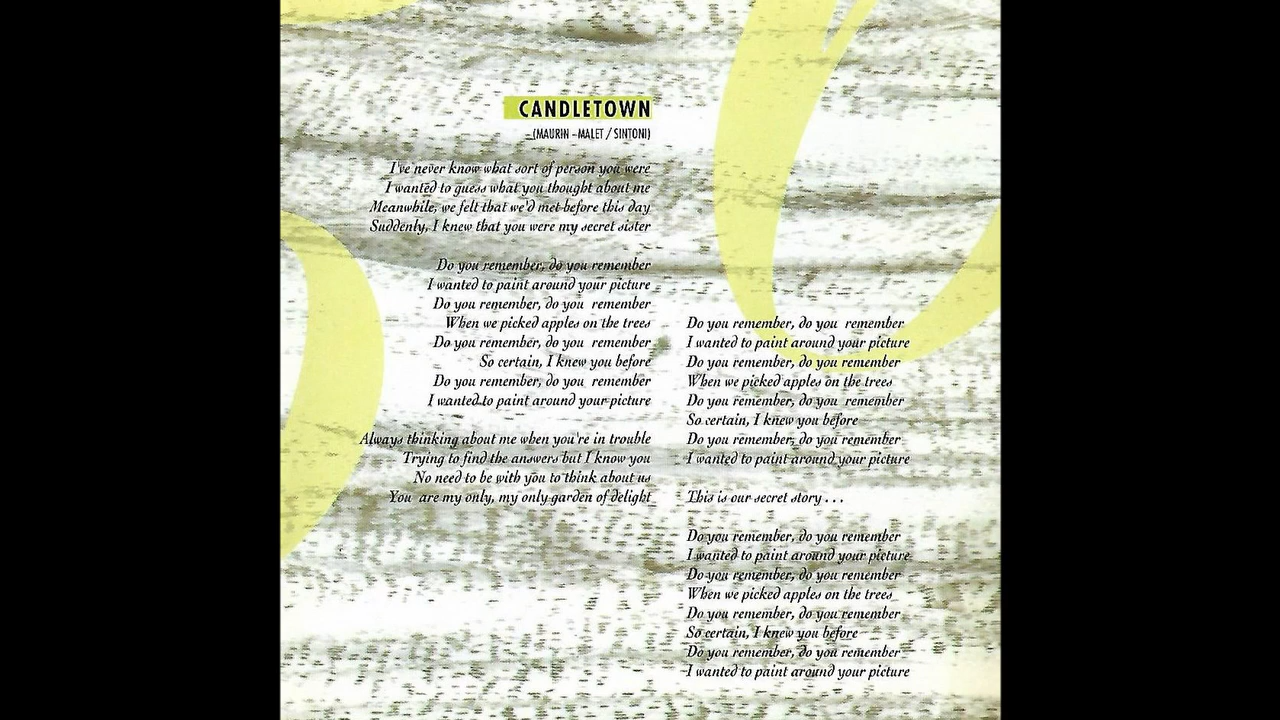 CANDLETOWN
(MAURIN - MALET / SINTONI)
I've never know what sort of person you were
I wanted to guess what you thought about me
Meanwhile, we felt that we'd met before this day
Suddenly, I knew that you were my secret sister
Do you remember, do you remember
I wanted to paint around your picture
Do you remember, do you remember
When we picked apples on the trees
Do you remember, do you remember
So certain, I knew you before
Do you remember, do you remember
I wanted to paint around your picture
Always thinking about me when you're in trouble
Trying to find the answers but I know you
No need to be with you to think about us
You are my only, my only garden of delight
Do you remember, do you remember
I wanted to paint around your picture
Do you remember, do you remember
When we picked apples on the trees
Do you remember, do you remember
So certain, I knew you before
Do you remember, do you remember
I wanted to paint around your picture
This is our secret story . . .
Do you remember, do you remember
I wanted to paint around your picture
Do you remember, do you remember
When we picked apples on the trees
Do you remember, do you remember
So certain, I knew you before
Do you remember, do you remember
I wanted to paint around your picture